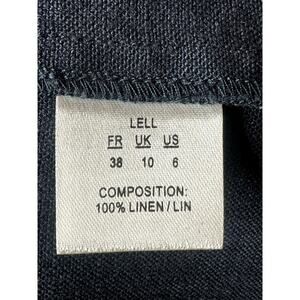 LELL
FR UK US
38 10 6
COMPOSITION:
100% LINEN / LIN